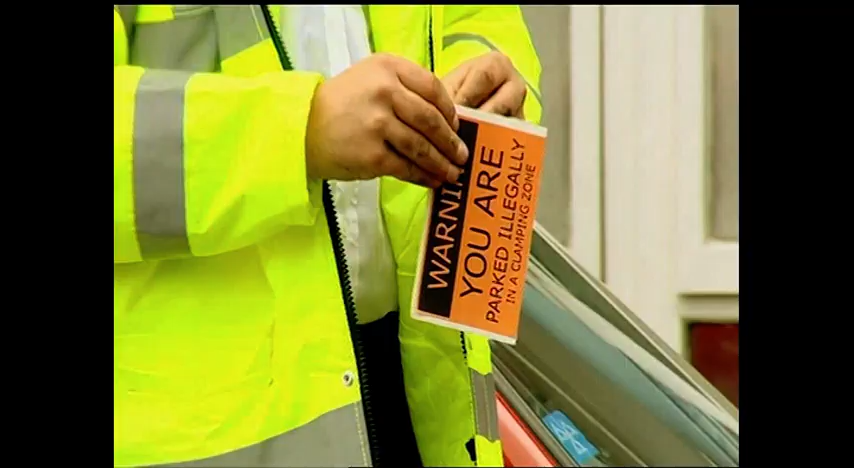 WARNI
YOU ARE
PARKED ILLEGALLY
IN A CLAMPING ZONE